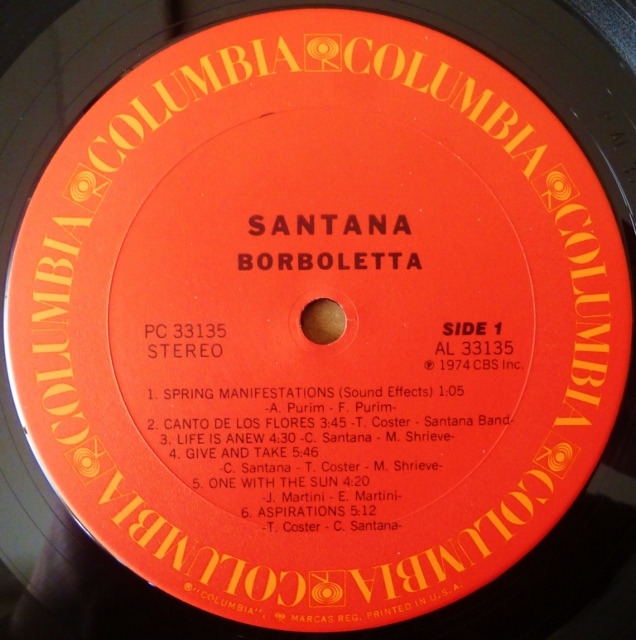 COLUMBIA COLUMBIA COLUMBIA COLUMBIA COLUMBIA COLUMBIA COLUMBIA
SANTANA
BORBOLETTA
PC 33135
STEREO
SIDE 1
AL 33135
℗ 1974 CBS Inc.
1. SPRING MANIFESTATIONS (Sound Effects) 1:05
-A. Purim - F. Purim-
2. CANTO DE LOS FLORES 3:45 -T. Coster - Santana Band-
3. LIFE IS ANEW 4:30 -C. Santana - M. Shrieve-
4. GIVE AND TAKE 5:46
-C. Santana - T. Coster - M. Shrieve-
5. ONE WITH THE SUN 4:20
-J. Martini - E. Martini-
6. ASPIRATIONS 5:12
-T. Coster - C. Santana-
® "COLUMBIA", MARCAS REG. PRINTED IN U.S.A.